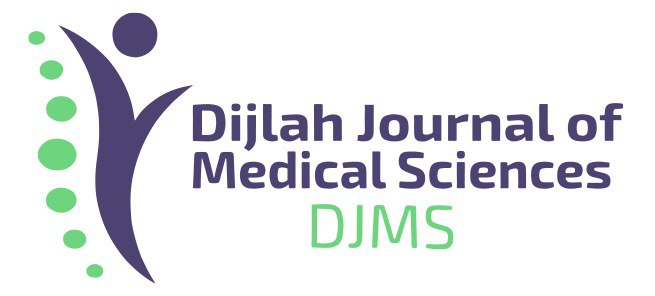 Dijlah Journal of
Medical Sciences
DJMS